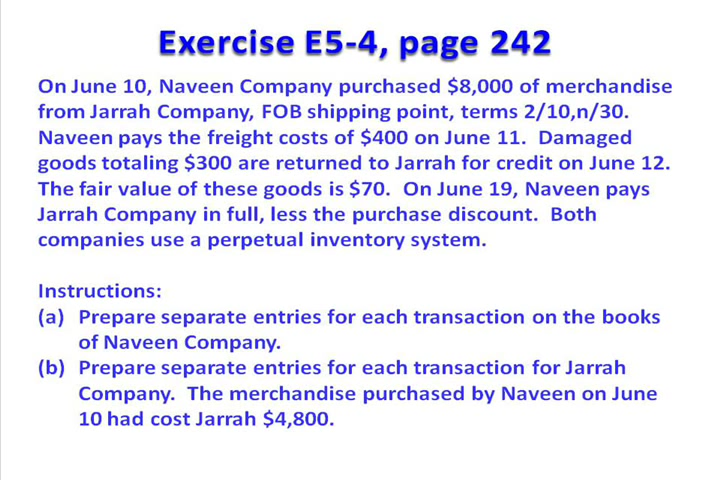 Exercise E5-4, page 242
On June 10, Naveen Company purchased $8,000 of merchandise
from Jarrah Company, FOB shipping point, terms 2/10,n/30.
Naveen pays the freight costs of $400 on June 11.  Damaged
goods totaling $300 are returned to Jarrah for credit on June 12.
The fair value of these goods is $70.  On June 19, Naveen pays
Jarrah Company in full, less the purchase discount.  Both
companies use a perpetual inventory system.
Instructions:
(a) Prepare separate entries for each transaction on the books
of Naveen Company.
(b) Prepare separate entries for each transaction for Jarrah
Company.  The merchandise purchased by Naveen on June
10 had cost Jarrah $4,800.